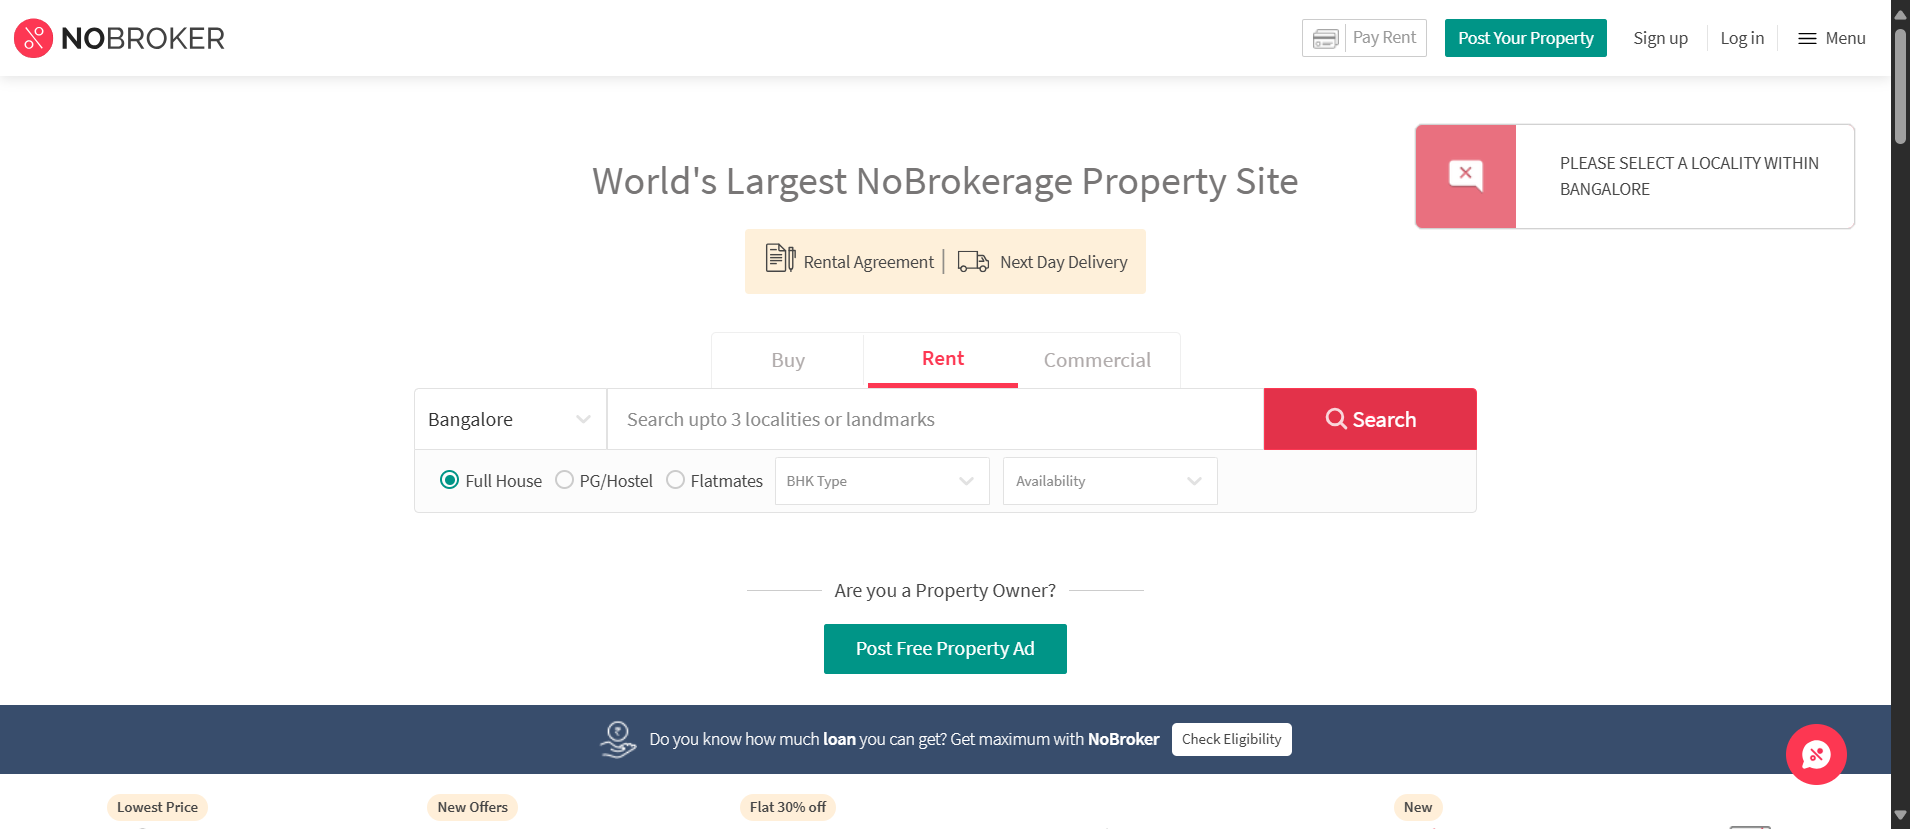 NOBROKER
Pay Rent
Post Your Property
Sign up
Log in
Menu
PLEASE SELECT A LOCALITY WITHIN
BANGALORE
World's Largest NoBrokerage Property Site
Rental Agreement
Next Day Delivery
Buy
Rent
Commercial
Bangalore
Search upto 3 localities or landmarks
Search
Full House
PG/Hostel
Flatmates
BHK Type
Availability
Are you a Property Owner?
Post Free Property Ad
Do you know how much loan you can get? Get maximum with NoBroker
Check Eligibility
Lowest Price
New Offers
Flat 30% off
New